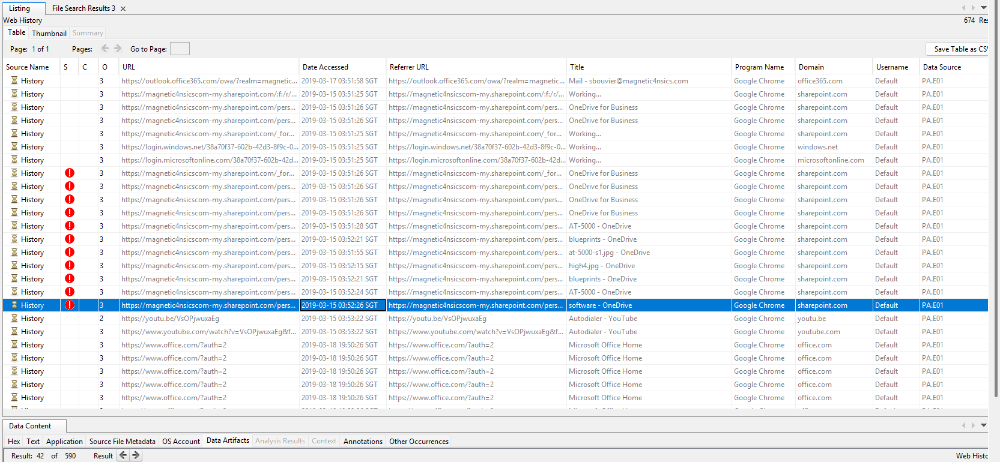 Listing File Search Results 3 ×
Web History 674 Res
Table Thumbnail Summary
Page: 1 of 1 Pages: Go to Page: Save Table as CSV
Source Name S C O URL Date Accessed Referrer URL Title Program Name Domain Username Data Source
History 3 https://outlook.office365.com/owa/?realm=magnetic... 2019-03-17 03:51:58 SGT https://outlook.office365.com/owa/?realm=magnetic... Mail - sbouvier@magnetic4nsics.com Google Chrome office365.com Default PA.E01
History 3 https://magnetic4nsicscom-my.sharepoint.com/:f:/r/... 2019-03-15 03:51:25 SGT https://magnetic4nsicscom-my.sharepoint.com/:f:/r/... Working... Google Chrome sharepoint.com Default PA.E01
History 3 https://magnetic4nsicscom-my.sharepoint.com/pers... 2019-03-15 03:51:26 SGT https://magnetic4nsicscom-my.sharepoint.com/pers... OneDrive for Business Google Chrome sharepoint.com Default PA.E01
History 3 https://magnetic4nsicscom-my.sharepoint.com/pers... 2019-03-15 03:51:26 SGT https://magnetic4nsicscom-my.sharepoint.com/pers... OneDrive for Business Google Chrome sharepoint.com Default PA.E01
History 3 https://magnetic4nsicscom-my.sharepoint.com/_for... 2019-03-15 03:51:25 SGT https://magnetic4nsicscom-my.sharepoint.com/_for... Working... Google Chrome sharepoint.com Default PA.E01
History 3 https://login.windows.net/38a70f37-602b-42d3-8f9c-0... 2019-03-15 03:51:25 SGT https://login.windows.net/38a70f37-602b-42d3-8f9c-0... Working... Google Chrome windows.net Default PA.E01
History 3 https://login.microsoftonline.com/38a70f37-602b-42d... 2019-03-15 03:51:25 SGT https://login.microsoftonline.com/38a70f37-602b-42d... Working... Google Chrome microsoftonline.com Default PA.E01
History ! 3 https://magnetic4nsicscom-my.sharepoint.com/_for... 2019-03-15 03:51:26 SGT https://magnetic4nsicscom-my.sharepoint.com/_for... OneDrive for Business Google Chrome sharepoint.com Default PA.E01
History ! 3 https://magnetic4nsicscom-my.sharepoint.com/pers... 2019-03-15 03:51:26 SGT https://magnetic4nsicscom-my.sharepoint.com/pers... OneDrive for Business Google Chrome sharepoint.com Default PA.E01
History ! 3 https://magnetic4nsicscom-my.sharepoint.com/pers... 2019-03-15 03:51:26 SGT https://magnetic4nsicscom-my.sharepoint.com/pers... OneDrive for Business Google Chrome sharepoint.com Default PA.E01
History ! 3 https://magnetic4nsicscom-my.sharepoint.com/pers... 2019-03-15 03:51:26 SGT https://magnetic4nsicscom-my.sharepoint.com/pers... OneDrive for Business Google Chrome sharepoint.com Default PA.E01
History ! 3 https://magnetic4nsicscom-my.sharepoint.com/pers... 2019-03-15 03:51:28 SGT https://magnetic4nsicscom-my.sharepoint.com/pers... AT-5000 - OneDrive Google Chrome sharepoint.com Default PA.E01
History ! 3 https://magnetic4nsicscom-my.sharepoint.com/pers... 2019-03-15 03:52:21 SGT https://magnetic4nsicscom-my.sharepoint.com/pers... blueprints - OneDrive Google Chrome sharepoint.com Default PA.E01
History ! 3 https://magnetic4nsicscom-my.sharepoint.com/pers... 2019-03-15 03:51:55 SGT https://magnetic4nsicscom-my.sharepoint.com/pers... at-5000-s1.jpg - OneDrive Google Chrome sharepoint.com Default PA.E01
History ! 3 https://magnetic4nsicscom-my.sharepoint.com/pers... 2019-03-15 03:52:15 SGT https://magnetic4nsicscom-my.sharepoint.com/pers... high4.jpg - OneDrive Google Chrome sharepoint.com Default PA.E01
History ! 3 https://magnetic4nsicscom-my.sharepoint.com/pers... 2019-03-15 03:52:21 SGT https://magnetic4nsicscom-my.sharepoint.com/pers... blueprints - OneDrive Google Chrome sharepoint.com Default PA.E01
History ! 3 https://magnetic4nsicscom-my.sharepoint.com/pers... 2019-03-15 03:52:24 SGT https://magnetic4nsicscom-my.sharepoint.com/pers... AT-5000 - OneDrive Google Chrome sharepoint.com Default PA.E01
History ! 3 https://magnetic4nsicscom-my.sharepoint.com/pers... 2019-03-15 03:52:26 SGT https://magnetic4nsicscom-my.sharepoint.com/pers... software - OneDrive Google Chrome sharepoint.com Default PA.E01
History 2 https://youtu.be/VsOPjwuxaEg 2019-03-15 03:53:22 SGT https://youtu.be/VsOPjwuxaEg Autodialer - YouTube Google Chrome youtu.be Default PA.E01
History 3 https://www.youtube.com/watch?v=VsOPjwuxaEg&f... 2019-03-15 03:53:22 SGT https://www.youtube.com/watch?v=VsOPjwuxaEg&f... Autodialer - YouTube Google Chrome youtube.com Default PA.E01
History 3 https://www.office.com/?auth=2 2019-03-18 19:50:26 SGT https://www.office.com/?auth=2 Microsoft Office Home Google Chrome office.com Default PA.E01
History 3 https://www.office.com/?auth=2 2019-03-18 19:50:26 SGT https://www.office.com/?auth=2 Microsoft Office Home Google Chrome office.com Default PA.E01
History 3 https://www.office.com/?auth=2 2019-03-18 19:50:26 SGT https://www.office.com/?auth=2 Microsoft Office Home Google Chrome office.com Default PA.E01
History 3 https://www.office.com/?auth=2 2019-03-18 19:50:26 SGT https://www.office.com/?auth=2 Microsoft Office Home Google Chrome office.com Default PA.E01
History 3 https://www.office.com/?auth=2 2019-03-18 19:50:26 SGT https://www.office.com/?auth=2 Microsoft Office Home Google Chrome office.com Default PA.E01
Data Content
Hex Text Application Source File Metadata OS Account Data Artifacts Analysis Results Context Annotations Other Occurrences
Result: 42 of 590 Result Web Histo